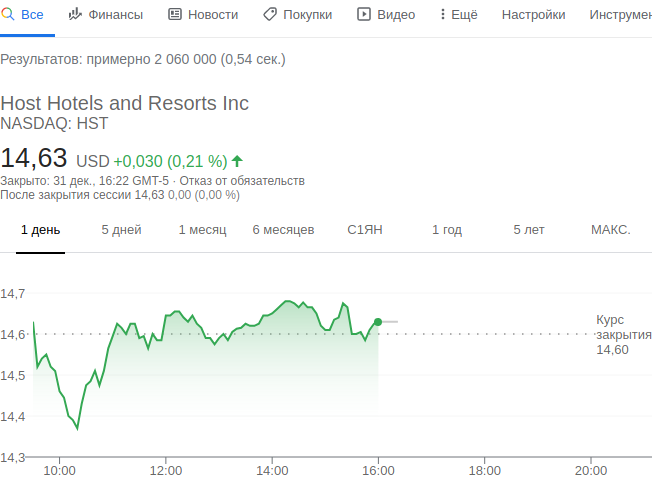 Все Финансы Новости Покупки Видео Ещё Настройки Инструмен
Результатов: примерно 2 060 000 (0,54 сек.)
Host Hotels and Resorts Inc
NASDAQ: HST
14,63 USD +0,030 (0,21 %)
Закрыто: 31 дек., 16:22 GMT-5 · Отказ от обязательств
После закрытия сессии 14,63 0,00 (0,00 %)
1 день 5 дней 1 месяц 6 месяцев С1ЯН 1 год 5 лет МАКС.
14,7
14,6
14,5
14,4
14,3
Курс
закрытия
14,60
10:00 12:00 14:00 16:00 18:00 20:00